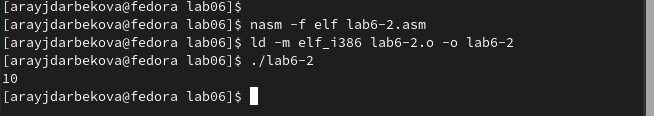 [arayjdarbekova@fedora lab06]$
[arayjdarbekova@fedora lab06]$ nasm -f elf lab6-2.asm
[arayjdarbekova@fedora lab06]$ ld -m elf_i386 lab6-2.o -o lab6-2
[arayjdarbekova@fedora lab06]$ ./lab6-2
10
[arayjdarbekova@fedora lab06]$